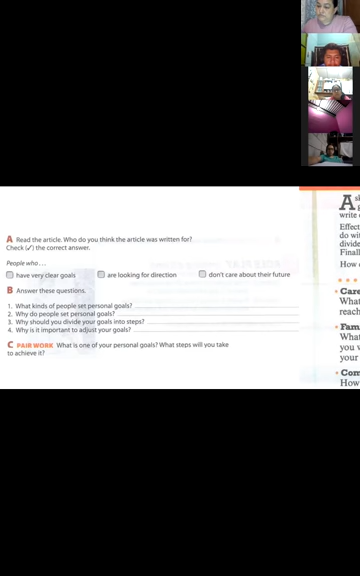 A Read the article. Who do you think the article was written for?
Check (✓) the correct answer.
People who . . .
have very clear goals
are looking for direction
don't care about their future
B Answer these questions.
1. What kinds of people set personal goals?
2. Why do people set personal goals?
3. Why should you divide your goals into steps?
4. Why is it important to adjust your goals?
C PAIR WORK What is one of your personal goals? What steps will you take
to achieve it?
A
write
Effect
do wit
divide
Finall
How
• Care
What
reach
• Fam
What
you
your
• Com
How